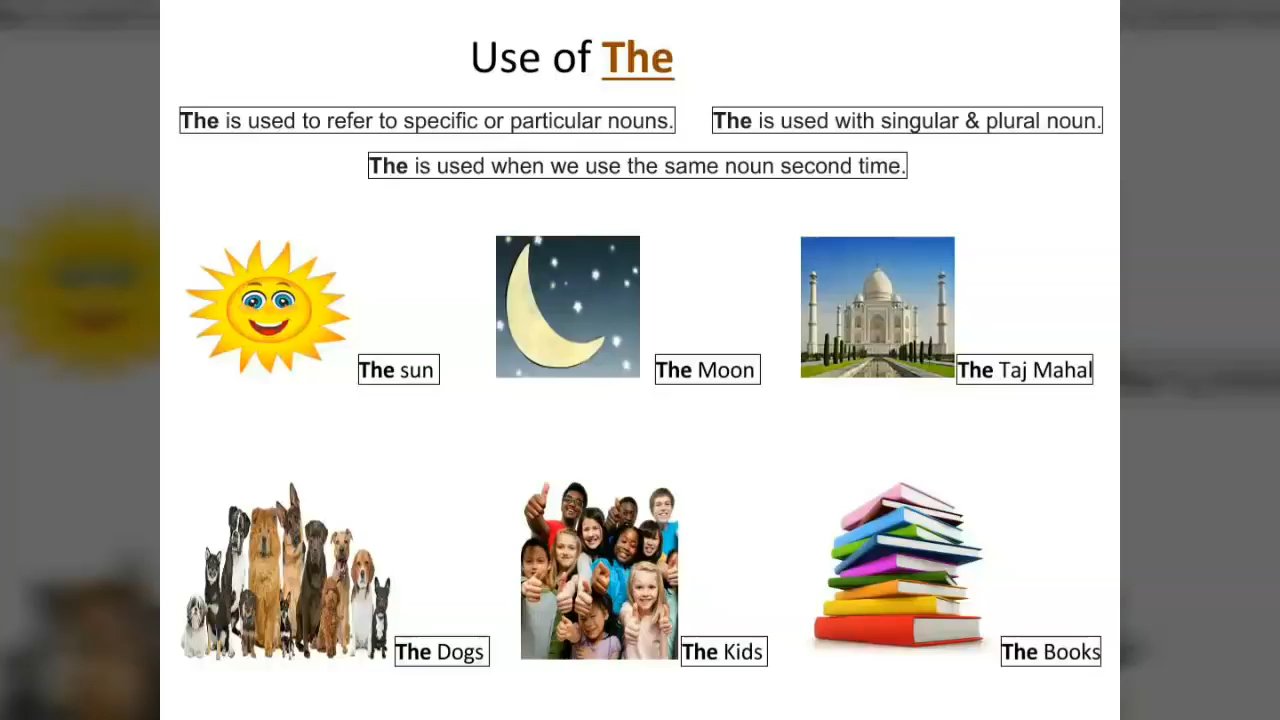 Use of The
The is used to refer to specific or particular nouns.
The is used with singular & plural noun.
The is used when we use the same noun second time.
The sun
The Moon
The Taj Mahal
The Dogs
The Kids
The Books